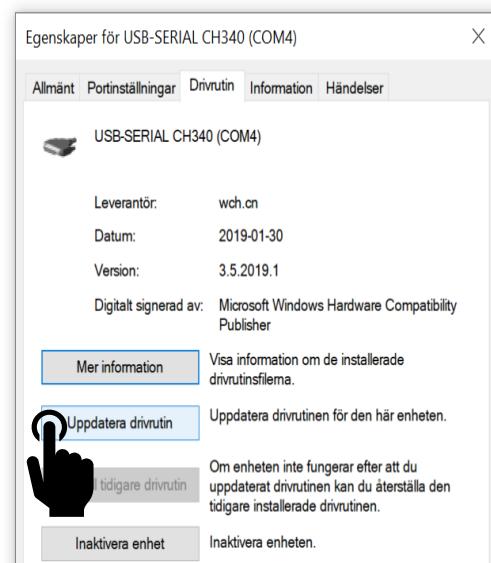 Egenskaper för USB-SERIAL CH340 (COM4)
Allmänt Portinställningar Drivrutin Information Händelser
USB-SERIAL CH340 (COM4)
Leverantör: wch.cn
Datum: 2019-01-30
Version: 3.5.2019.1
Digitalt signerad av: Microsoft Windows Hardware Compatibility
Publisher
Mer information
Visa information om de installerade
drivrutinsfilerna.
Uppdatera drivrutin
Uppdatera drivrutinen för den här enheten.
tidigare drivrutin
Om enheten inte fungerar efter att du
uppdaterat drivrutinen kan du återställa den
tidigare installerade drivrutinen.
Inaktivera enhet
Inaktivera enheten.